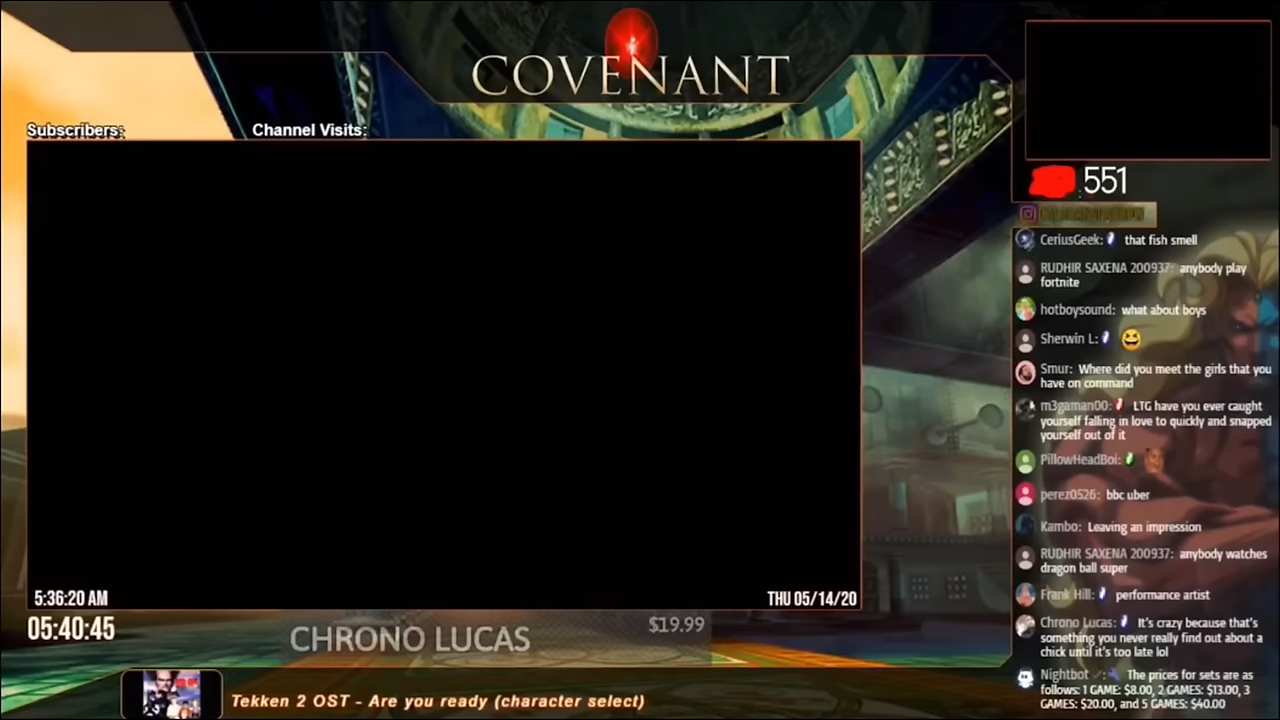 COVENANT
Subscribers:
Channel Visits:
: 551
CeriusGeek: that fish smell
RUDHIR SAXENA 200937: anybody play
fortnite
hotboysound: what about boys
Sherwin L:
Smur: Where did you meet the girls that you
have on command
m3gaman00: LTG have you ever caught
yourself falling in love to quickly and snapped
yourself out of it
PillowHeadBoi:
perez0526: bbc uber
Kambo: Leaving an impression
RUDHIR SAXENA 200937: anybody watches
dragon ball super
Frank Hill: performance artist
Chrono Lucas: It's crazy because that's
something you never really find out about a
chick until it's too late lol
Nightbot ✓: The prices for sets are as
follows: 1 GAME: $8.00, 2 GAMES: $13.00, 3
GAMES: $20.00, and 5 GAMES: $40.00
5:36:20 AM
THU 05/14/20
05:40:45
CHRONO LUCAS
$19.99
Tekken 2 OST - Are you ready (character select)